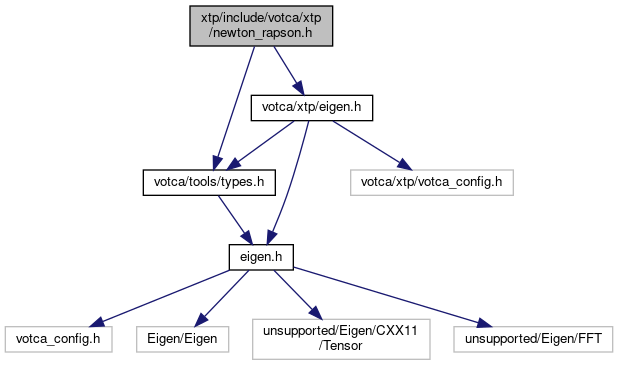 xtp/include/votca/xtp
/newton_rapson.h
votca/xtp/eigen.h
votca/tools/types.h
votca/xtp/votca_config.h
eigen.h
votca_config.h
Eigen/Eigen
unsupported/Eigen/CXX11
/Tensor
unsupported/Eigen/FFT